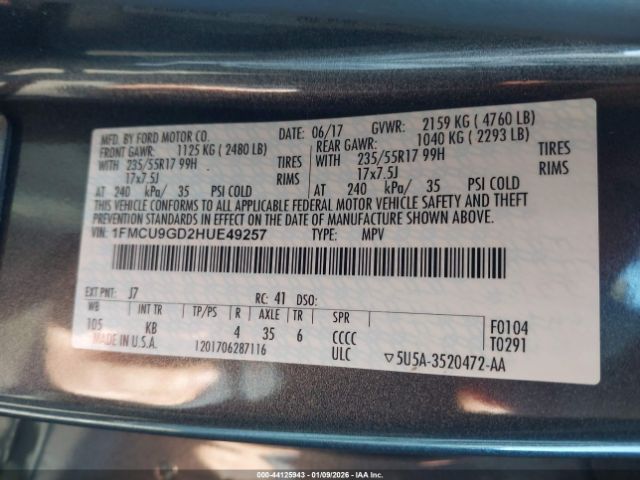 MFD. BY FORD MOTOR CO. DATE: 06/17 GVWR: 2159 KG ( 4760 LB)
FRONT GAWR: 1125 KG ( 2480 LB) REAR GAWR: 1040 KG ( 2293 LB)
WITH 235/55R17 99H TIRES WITH 235/55R17 99H TIRES
17x7.5J RIMS 17x7.5J RIMS
AT 240 kPa/ 35 PSI COLD AT 240 kPa/ 35 PSI COLD
THIS VEHICLE CONFORMS TO ALL APPLICABLE FEDERAL MOTOR VEHICLE SAFETY AND THEFT
PREVENTION STANDARDS IN EFFECT ON THE DATE OF MANUFACTURE SHOWN ABOVE.
VIN: 1FMCU9GD2HUE49257 TYPE: MPV
EXT PNT: J7 RC: 41 DSO:
WB INT TR TP/PS R AXLE TR SPR F0104
105 KB 4 35 6 CCCC T0291
MADE IN U.S.A. 1201706287116 ULC ▽5U5A-3520472-AA
000-44125943 | 01/09/2026 - IAA Inc.